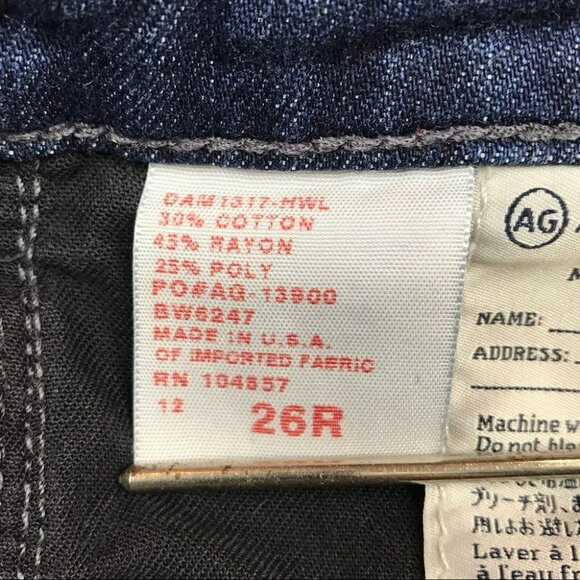 DAM1317-HWL
30% COTTON
45% RAYON
25% POLY
PO#AG-13900
BW6247
MADE IN U.S.A.
OF IMPORTED FABRIC
RN 104857
12
26R
AG
NAME:
ADDRESS:
Machine w
Do not ble
ブリーチ剤、
Laver à l'
à l'eau fr